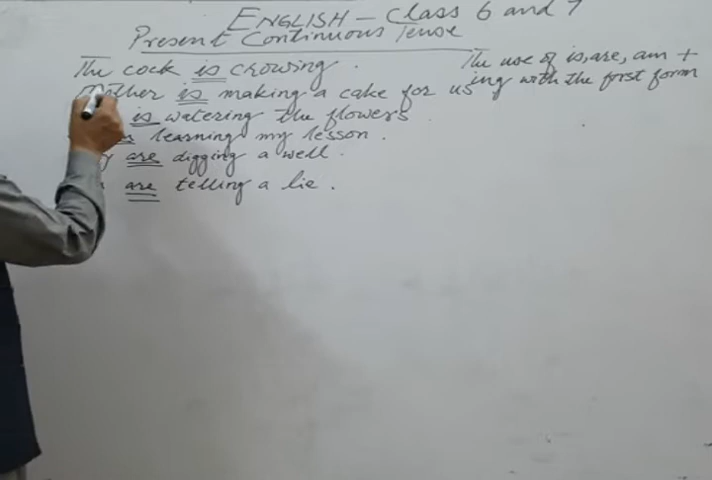 ENGLISH - Class 6 and 7
Present Continuous Tense
The use of is, are, am +
ing with the first form
The cock is crowing.
Mother is making a cake for us
is watering the flowers.
learning my lesson.
are digging a well.
are telling a lie.